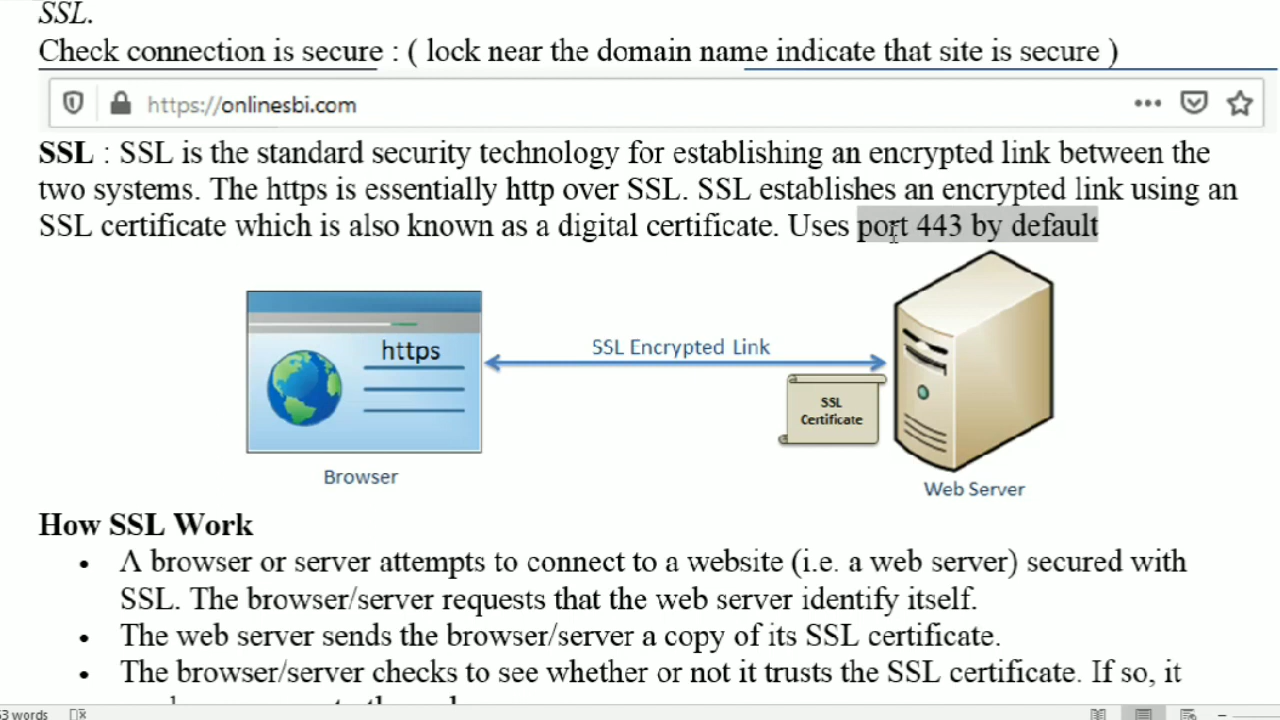 SSL.
Check connection is secure : ( lock near the domain name indicate that site is secure )
https://onlinesbi.com
SSL : SSL is the standard security technology for establishing an encrypted link between the
two systems. The https is essentially http over SSL. SSL establishes an encrypted link using an
SSL certificate which is also known as a digital certificate. Uses port 443 by default
https
SSL Encrypted Link
SSL
Certificate
Browser
Web Server
How SSL Work
• A browser or server attempts to connect to a website (i.e. a web server) secured with
SSL. The browser/server requests that the web server identify itself.
• The web server sends the browser/server a copy of its SSL certificate.
• The browser/server checks to see whether or not it trusts the SSL certificate. If so, it
words